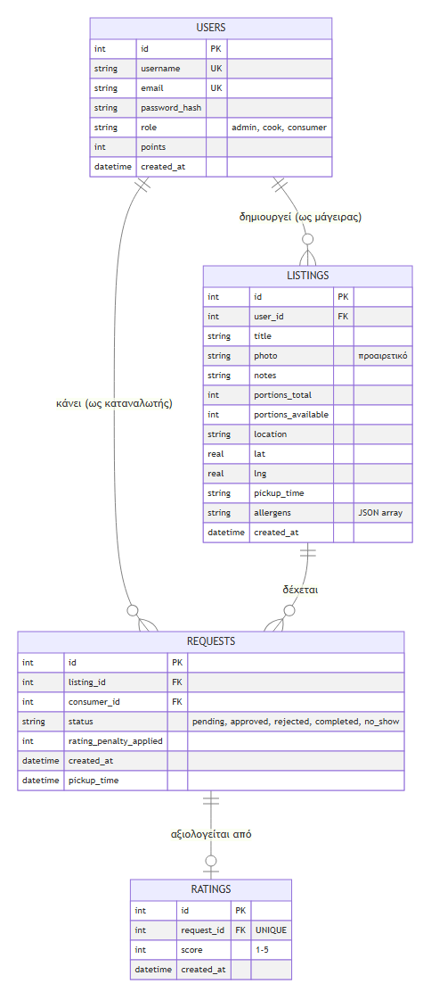 USERS
int id PK
string username UK
string email UK
string password_hash
string role admin, cook, consumer
int points
datetime created_at
δημιουργεί (ως μάγειρας)
LISTINGS
int id PK
int user_id FK
string title
string photo προαιρετικό
string notes
int portions_total
int portions_available
string location
real lat
real lng
string pickup_time
string allergens JSON array
datetime created_at
κάνει (ως καταναλωτής)
δέχεται
REQUESTS
int id PK
int listing_id FK
int consumer_id FK
string status pending, approved, rejected, completed, no_show
int rating_penalty_applied
datetime created_at
datetime pickup_time
αξιολογείται από
RATINGS
int id PK
int request_id FK UNIQUE
int score 1-5
datetime created_at